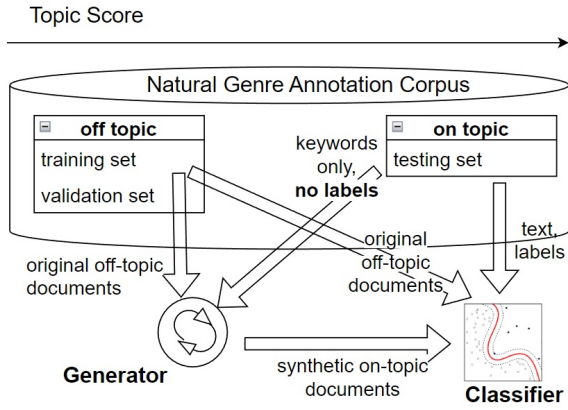 Topic Score
Natural Genre Annotation Corpus
off topic
training set
validation set
keywords
only,
no labels
on topic
testing set
original off-topic
documents
original
off-topic
documents
text,
labels
Generator
synthetic on-topic
documents
Classifier